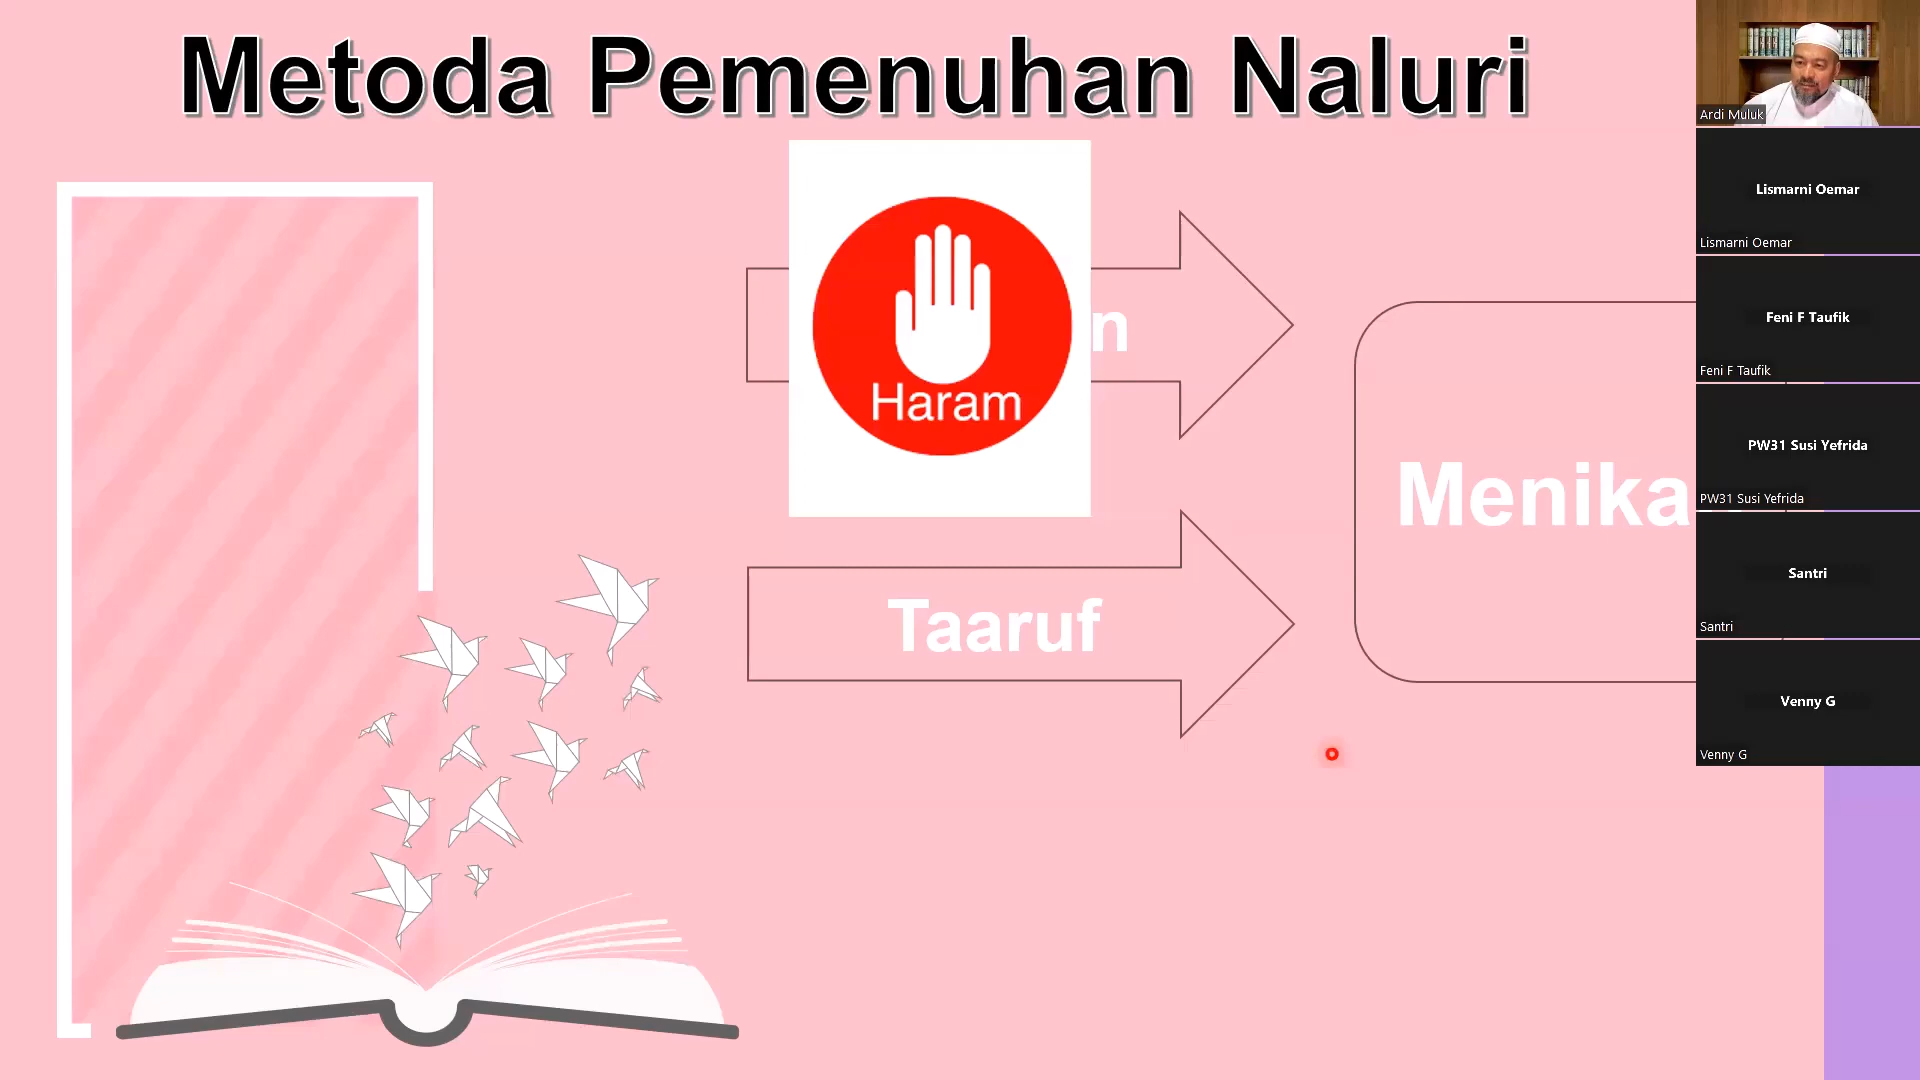 Metoda Pemenuhan Naluri
Haram
n
Taaruf
Menika
Ardi Muluk
Lismarni Oemar
Lismarni Oemar
Feni F Taufik
Feni F Taufik
PW31 Susi Yefrida
PW31 Susi Yefrida
Santri
Santri
Venny G
Venny G